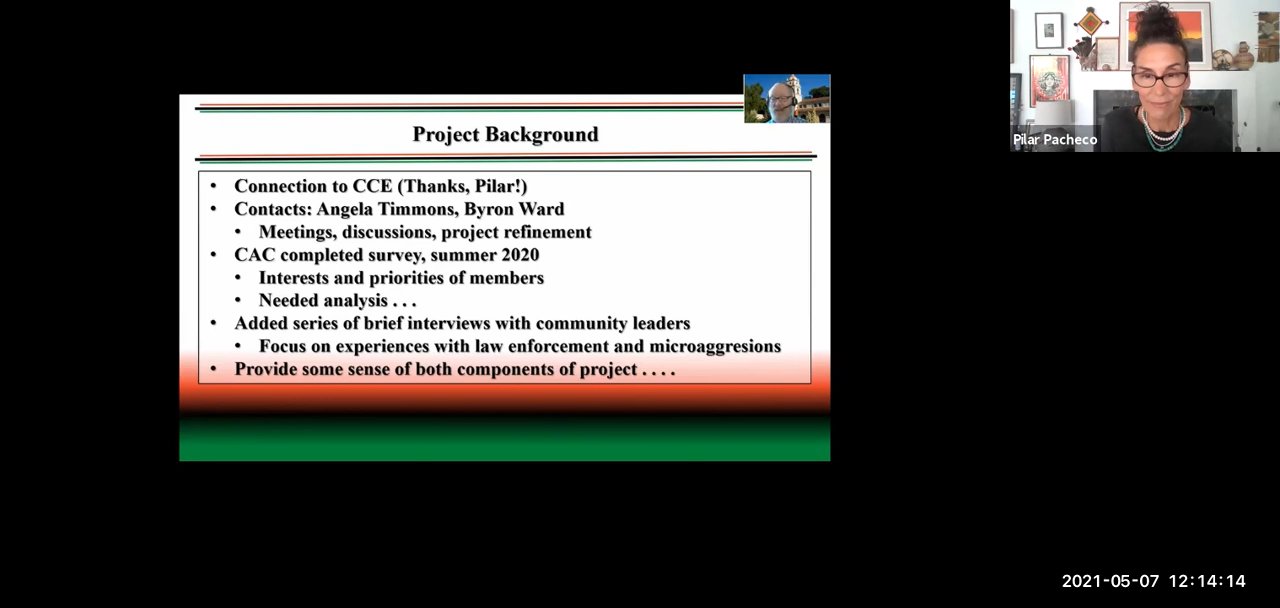 Project Background
• Connection to CCE (Thanks, Pilar!)
• Contacts: Angela Timmons, Byron Ward
• Meetings, discussions, project refinement
• CAC completed survey, summer 2020
• Interests and priorities of members
• Needed analysis . . .
• Added series of brief interviews with community leaders
• Focus on experiences with law enforcement and microaggresions
• Provide some sense of both components of project . . . .
Pilar Pacheco
2021-05-07 12:14:14